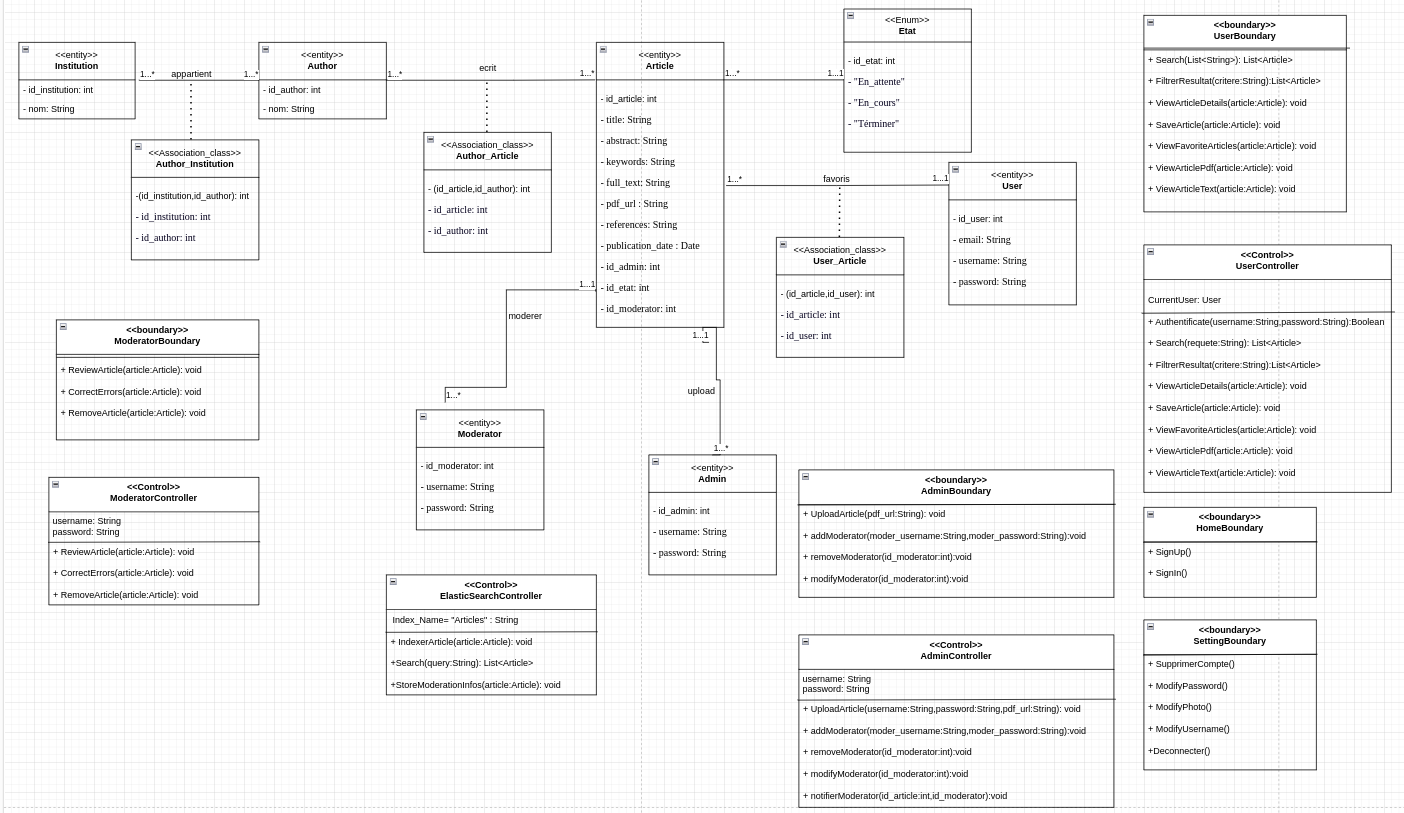 <<entity>>
Institution
- id_institution: int
- nom: String
1...*
appartient
1...*
<<entity>>
Author
- id_author: int
- nom: String
1...*
ecrit
1...*
<<entity>>
Article
- id_article: int
- title: String
- abstract: String
- keywords: String
- full_text: String
- pdf_url : String
- references: String
- publication_date : Date
- id_admin: int
- id_etat: int
- id_moderator: int
1...*
1...1
<<Enum>>
Etat
- id_etat: int
- "En_attente"
- "En_cours"
- "Términer"
<<boundary>>
UserBoundary
+ Search(List<String>): List<Article>
+ FiltrerResultat(critere:String):List<Article>
+ ViewArticleDetails(article:Article): void
+ SaveArticle(article:Article): void
+ ViewFavoriteArticles(article:Article): void
+ ViewArticlePdf(article:Article): void
+ ViewArticleText(article:Article): void
<<Association_class>>
Author_Institution
-(id_institution,id_author): int
- id_institution: int
- id_author: int
<<Association_class>>
Author_Article
- (id_article,id_author): int
- id_article: int
- id_author: int
1...*
favoris
1...1
<<entity>>
User
- id_user: int
- email: String
- username: String
- password: String
<<Association_class>>
User_Article
- (id_article,id_user): int
- id_article: int
- id_user: int
<<Control>>
UserController
CurrentUser: User
+ Authentificate(username:String,password:String):Boolean
+ Search(requete:String): List<Article>
+ FiltrerResultat(critere:String):List<Article>
+ ViewArticleDetails(article:Article): void
+ SaveArticle(article:Article): void
+ ViewFavoriteArticles(article:Article): void
+ ViewArticlePdf(article:Article): void
+ ViewArticleText(article:Article): void
1...1
moderer
1...*
1...1
upload
1...*
<<boundary>>
ModeratorBoundary
+ ReviewArticle(article:Article): void
+ CorrectErrors(article:Article): void
+ RemoveArticle(article:Article): void
<<entity>>
Moderator
- id_moderator: int
- username: String
- password: String
<<entity>>
Admin
- id_admin: int
- username: String
- password: String
<<boundary>>
AdminBoundary
+ UploadArticle(pdf_url:String): void
+ addModerator(moder_username:String,moder_password:String):void
+ removeModerator(id_moderator:int):void
+ modifyModerator(id_moderator:int):void
<<Control>>
ModeratorController
username: String
password: String
+ ReviewArticle(article:Article): void
+ CorrectErrors(article:Article): void
+ RemoveArticle(article:Article): void
<<boundary>>
HomeBoundary
+ SignUp()
+ SignIn()
<<Control>>
ElasticSearchController
Index_Name= "Articles" : String
+ IndexerArticle(article:Article): void
+Search(query:String): List<Article>
+StoreModerationInfos(article:Article): void
<<Control>>
AdminController
username: String
password: String
+ UploadArticle(username:String,password:String,pdf_url:String): void
+ addModerator(moder_username:String,moder_password:String):void
+ removeModerator(id_moderator:int):void
+ modifyModerator(id_moderator:int):void
+ notifierModerator(id_article:int,id_moderator):void
<<boundary>>
SettingBoundary
+ SupprimerCompte()
+ ModifyPassword()
+ ModifyPhoto()
+ ModifyUsername()
+Deconnecter()